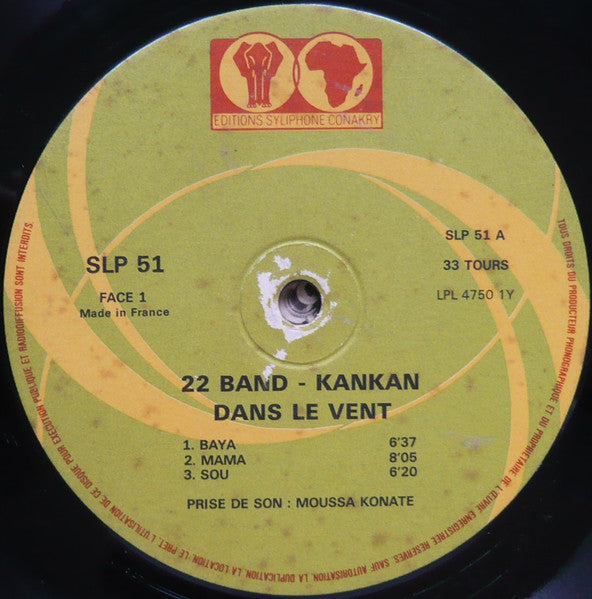 EDITIONS SYLIPHONE CONAKRY
SLP 51
FACE 1
Made in France
SLP 51 A
33 TOURS
LPL 4750 1Y
22 BAND - KANKAN
DANS LE VENT
1. BAYA 6'37
2. MAMA 8'05
3. SOU 6'20
PRISE DE SON : MOUSSA KONATE
TOUS DROITS DU PRODUCTEUR PHONOGRAPHIQUE ET DU PROPRIETAIRE DE L'ŒUVRE ENREGISTREE RESERVES. SAUF AUTORISATION, LA DUPLICATION, LA LOCATION, LE PRET, L'UTILISATION DE CE DISQUE POUR EXECUTION PUBLIQUE ET RADIODIFFUSION SONT INTERDITS.